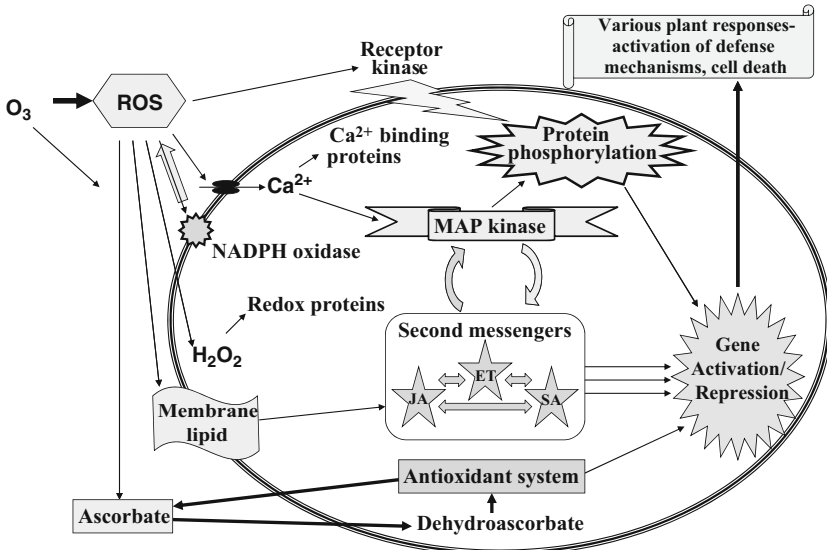 Various plant responses-
activation of defense
mechanisms, cell death
Receptor
kinase
O₃
ROS
Ca²⁺ binding
proteins
Protein
phosphorylation
Ca²⁺
MAP kinase
NADPH oxidase
Redox proteins
H₂O₂
Second messengers
ET
JA
SA
Gene
Activation/
Repression
Membrane
lipid
Antioxidant system
Ascorbate
Dehydroascorbate